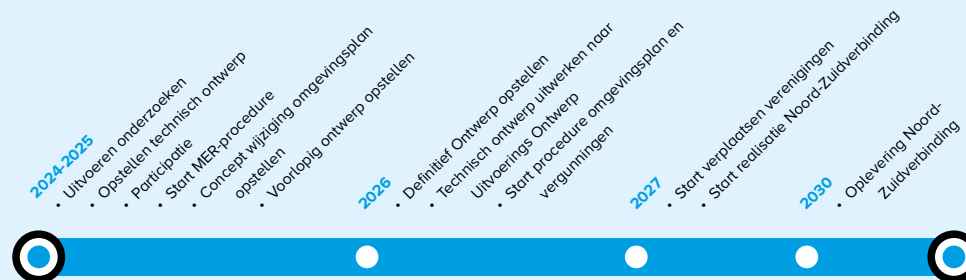 2024-2025
• Uitvoeren onderzoeken
• Opstellen technisch ontwerp
• Participatie
• Start MER-procedure
• Concept wijziging omgevingsplan
opstellen
• Voorlopig ontwerp opstellen
2026
• Definitief Ontwerp opstellen
• Technisch ontwerp uitwerken naar
Uitvoerings Ontwerp
• Start procedure omgevingsplan en
vergunningen
2027
• Start verplaatsen verenigingen
• Start realisatie Noord-Zuidverbinding
2030
• Oplevering Noord-
Zuidverbinding